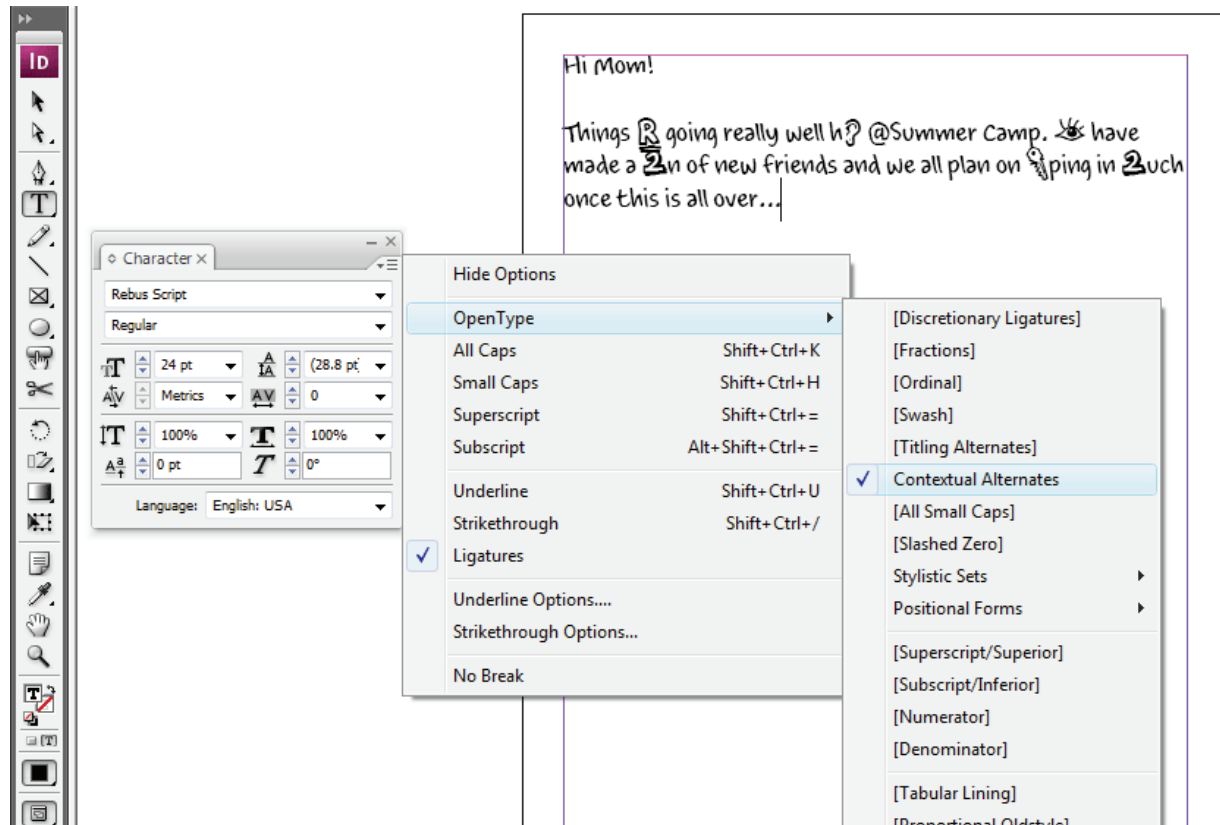 ID
Hi Mom!
Things R going really well h? @Summer Camp. 👁 have
made a 2n of new friends and we all plan on ping in 2uch
once this is all over...
Character
Rebus Script
Regular
24 pt
(28.8 pt
Metrics
0
100%
100%
0 pt
0°
Language: English: USA
Hide Options
OpenType
All Caps Shift+Ctrl+K
Small Caps Shift+Ctrl+H
Superscript Shift+Ctrl+=
Subscript Alt+Shift+Ctrl+=
Underline Shift+Ctrl+U
Strikethrough Shift+Ctrl+/
Ligatures
Underline Options....
Strikethrough Options...
No Break
[Discretionary Ligatures]
[Fractions]
[Ordinal]
[Swash]
[Titling Alternates]
Contextual Alternates
[All Small Caps]
[Slashed Zero]
Stylistic Sets
Positional Forms
[Superscript/Superior]
[Subscript/Inferior]
[Numerator]
[Denominator]
[Tabular Lining]
[Proportional Oldstyle]